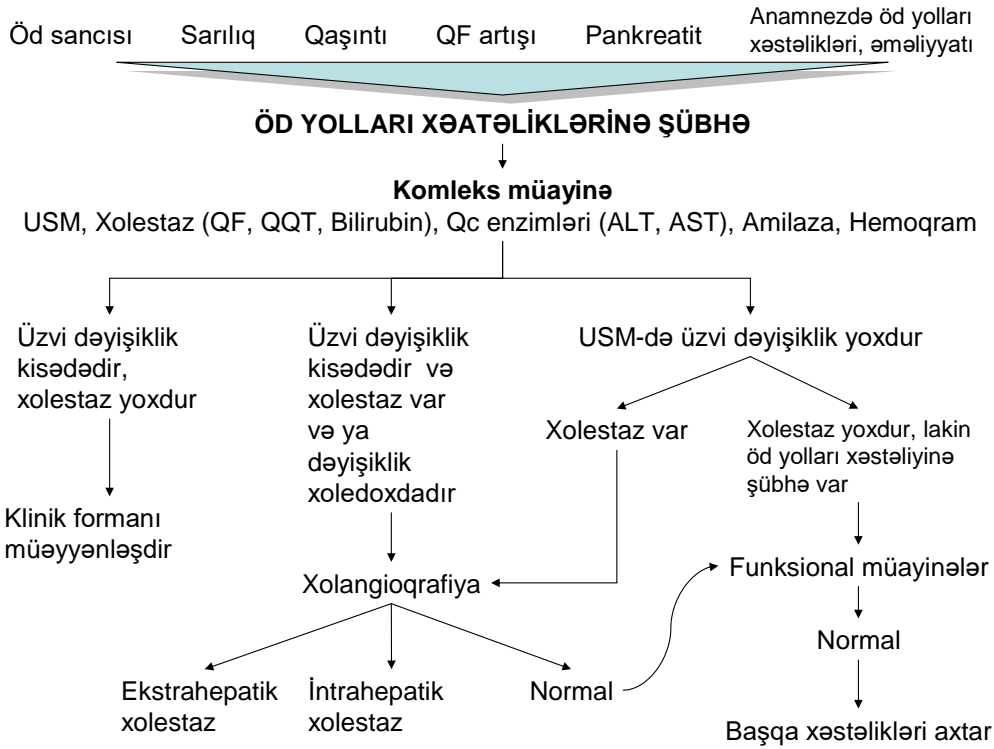 Öd sancısı Sarılıq Qaşıntı QF artışı Pankreatit Anamnezdə öd yolları
xəstəlikləri, əməliyyatı
ÖD YOLLARI XƏATƏLİKLƏRİNƏ ŞÜBHƏ
Komleks müayinə
USM, Xolestaz (QF, QQT, Bilirubin), Qc enzimləri (ALT, AST), Amilaza, Hemoqram
Üzvi dəyişiklik
kisədədir,
xolestaz yoxdur
Klinik formanı
müəyyənləşdir
Üzvi dəyişiklik
kisədədir və
xolestaz var
və ya
dəyişiklik
xoledoxdadır
USM-də üzvi dəyişiklik yoxdur
Xolestaz var
Xolestaz yoxdur, lakin
öd yolları xəstəliyinə
şübhə var
Xolangioqrafiya
Funksional müayinələr
Normal
Ekstrahepatik
xolestaz
İntrahepatik
xolestaz
Normal
Başqa xəstəlikləri axtar